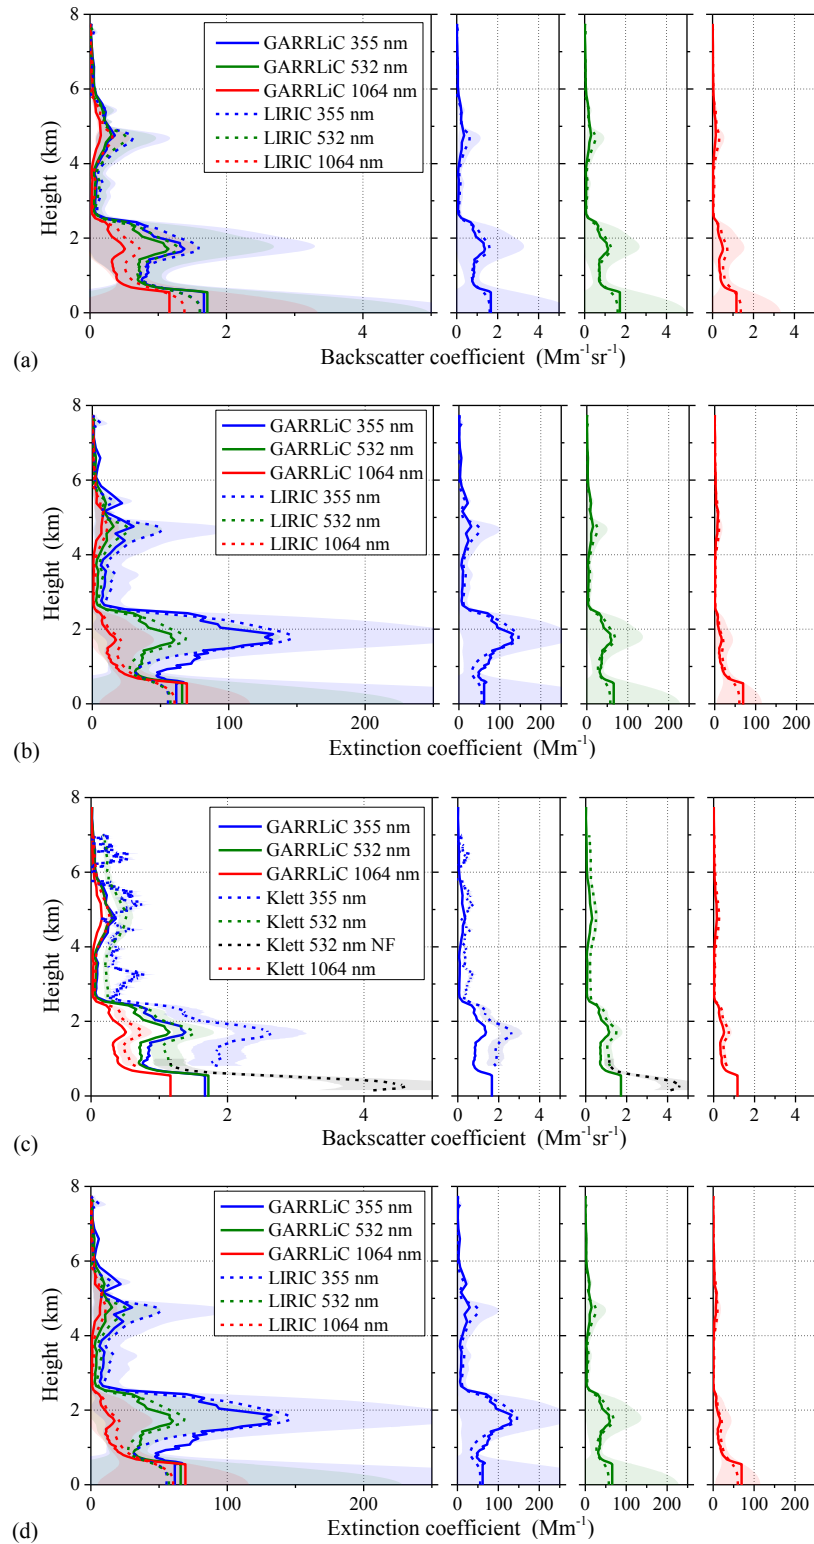 8
6
4
2
0
Height (km)
GARRLiC 355 nm
GARRLiC 532 nm
GARRLiC 1064 nm
LIRIC 355 nm
LIRIC 532 nm
LIRIC 1064 nm
0 2 4 0 2 4 0 2 4 0 2 4
(a) Backscatter coefficient (Mm⁻¹sr⁻¹)
8
6
4
2
0
Height (km)
GARRLiC 355 nm
GARRLiC 532 nm
GARRLiC 1064 nm
LIRIC 355 nm
LIRIC 532 nm
LIRIC 1064 nm
0 100 200 0 100 200 0 100 200 0 100 200
(b) Extinction coefficient (Mm⁻¹)
8
6
4
2
0
Height (km)
GARRLiC 355 nm
GARRLiC 532 nm
GARRLiC 1064 nm
Klett 355 nm
Klett 532 nm
Klett 532 nm NF
Klett 1064 nm
0 2 4 0 2 4 0 2 4 0 2 4
(c) Backscatter coefficient (Mm⁻¹sr⁻¹)
8
6
4
2
0
Height (km)
GARRLiC 355 nm
GARRLiC 532 nm
GARRLiC 1064 nm
LIRIC 355 nm
LIRIC 532 nm
LIRIC 1064 nm
0 100 200 0 100 200 0 100 200 0 100 200
(d) Extinction coefficient (Mm⁻¹)